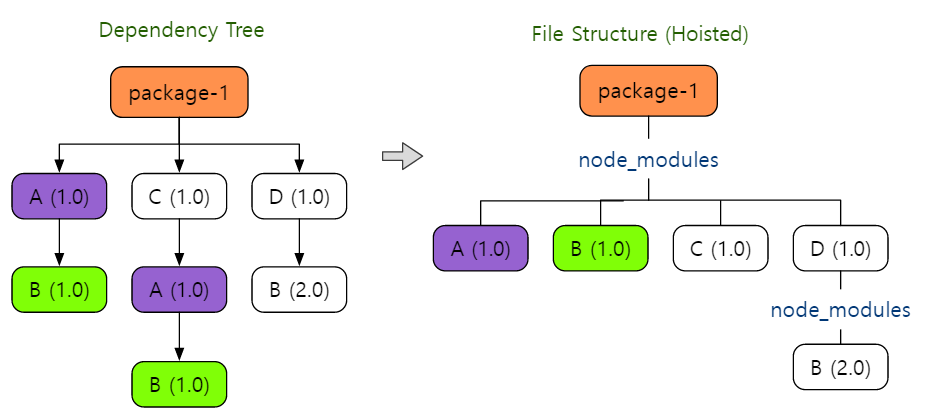 Dependency Tree
package-1
A (1.0)
C (1.0)
D (1.0)
B (1.0)
A (1.0)
B (2.0)
B (1.0)
File Structure (Hoisted)
package-1
node_modules
A (1.0)
B (1.0)
C (1.0)
D (1.0)
node_modules
B (2.0)